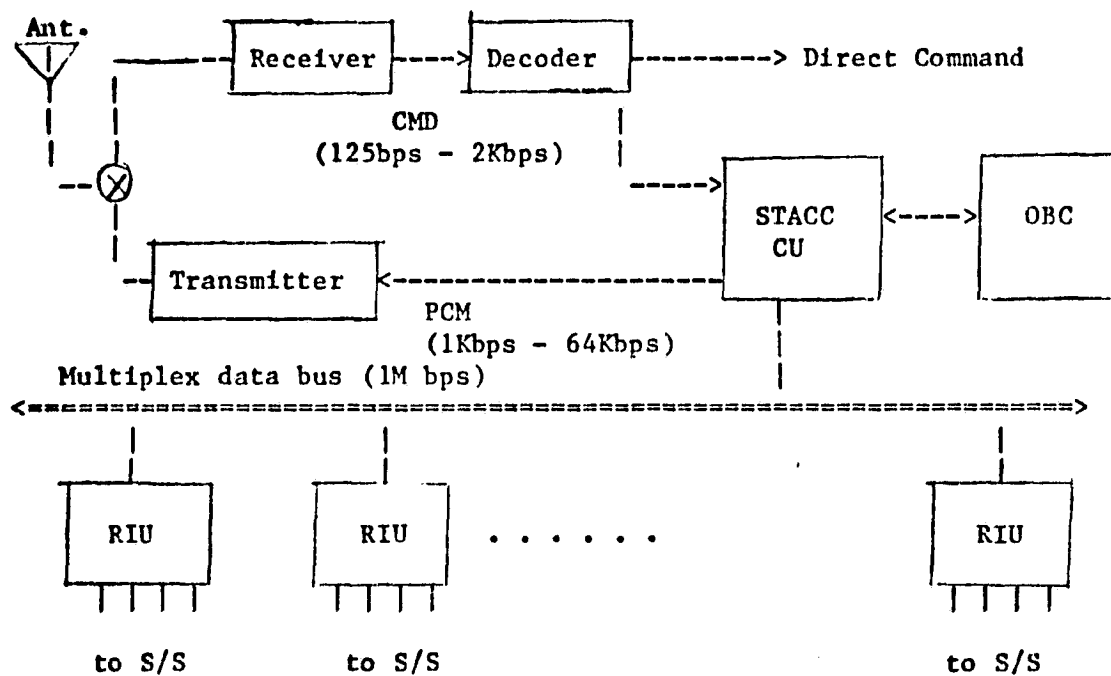 Ant.
Receiver
Decoder
Direct Command
CMD
(125bps - 2Kbps)
STACC
CU
OBC
Transmitter
PCM
(1Kbps - 64Kbps)
Multiplex data bus (1M bps)
RIU
RIU
. . . . . .
RIU
to S/S
to S/S
to S/S